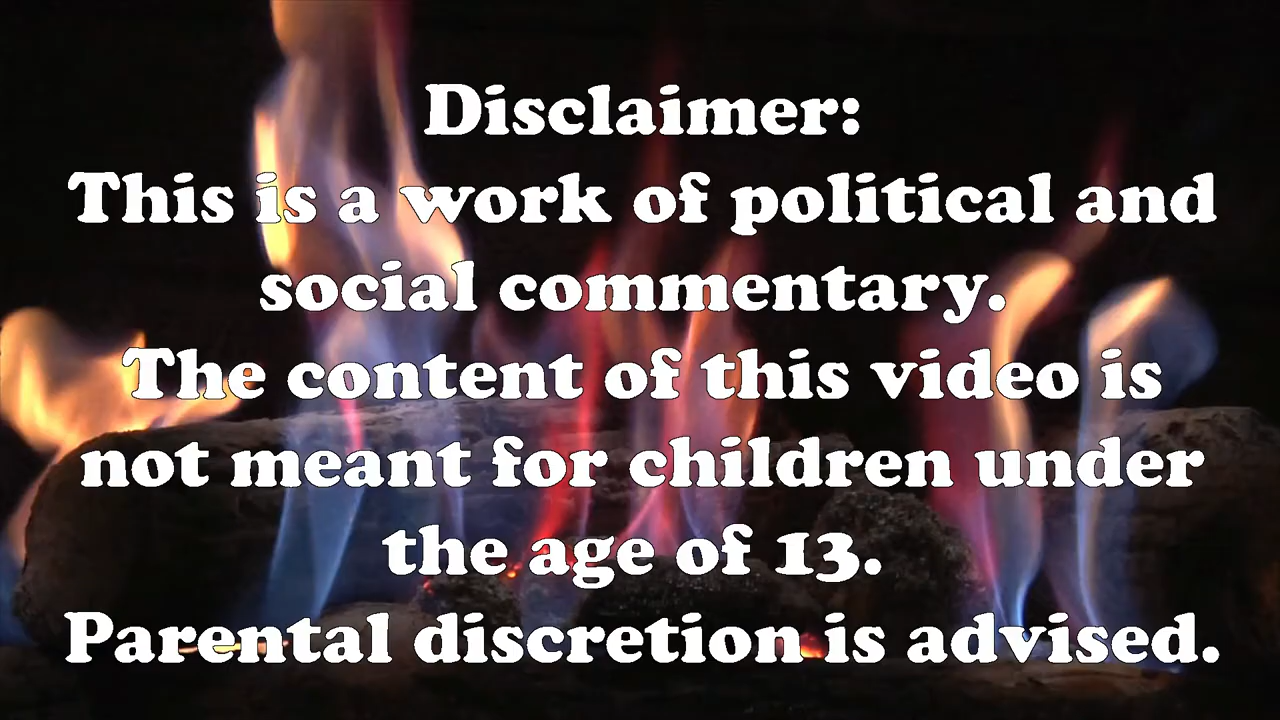 Disclaimer:
This is a work of political and
social commentary.
The content of this video is
not meant for children under
the age of 13.
Parental discretion is advised.